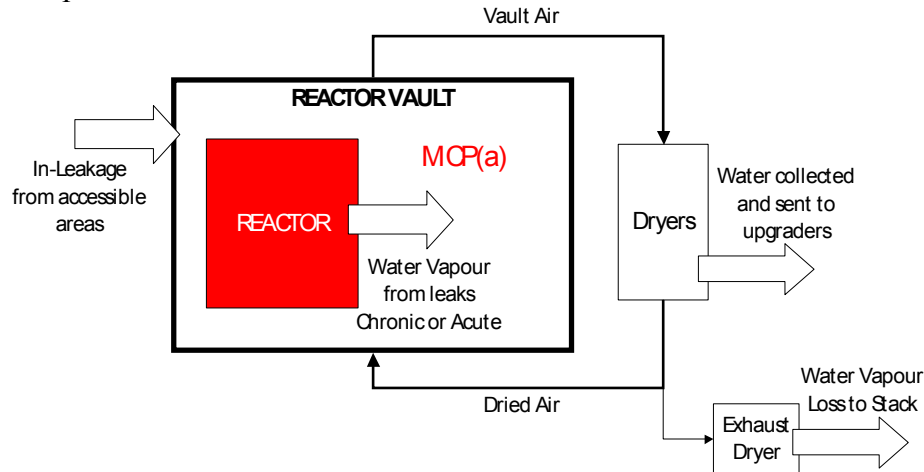 Vault Air
REACTOR VAULT
MCP(a)
In-Leakage
from accessible
areas
REACTOR
Water Vapour
from leaks
Chronic or Acute
Dryers
Water collected
and sent to
upgraders
Dried Air
Exhaust
Dryer
Water Vapour
Loss to Stack